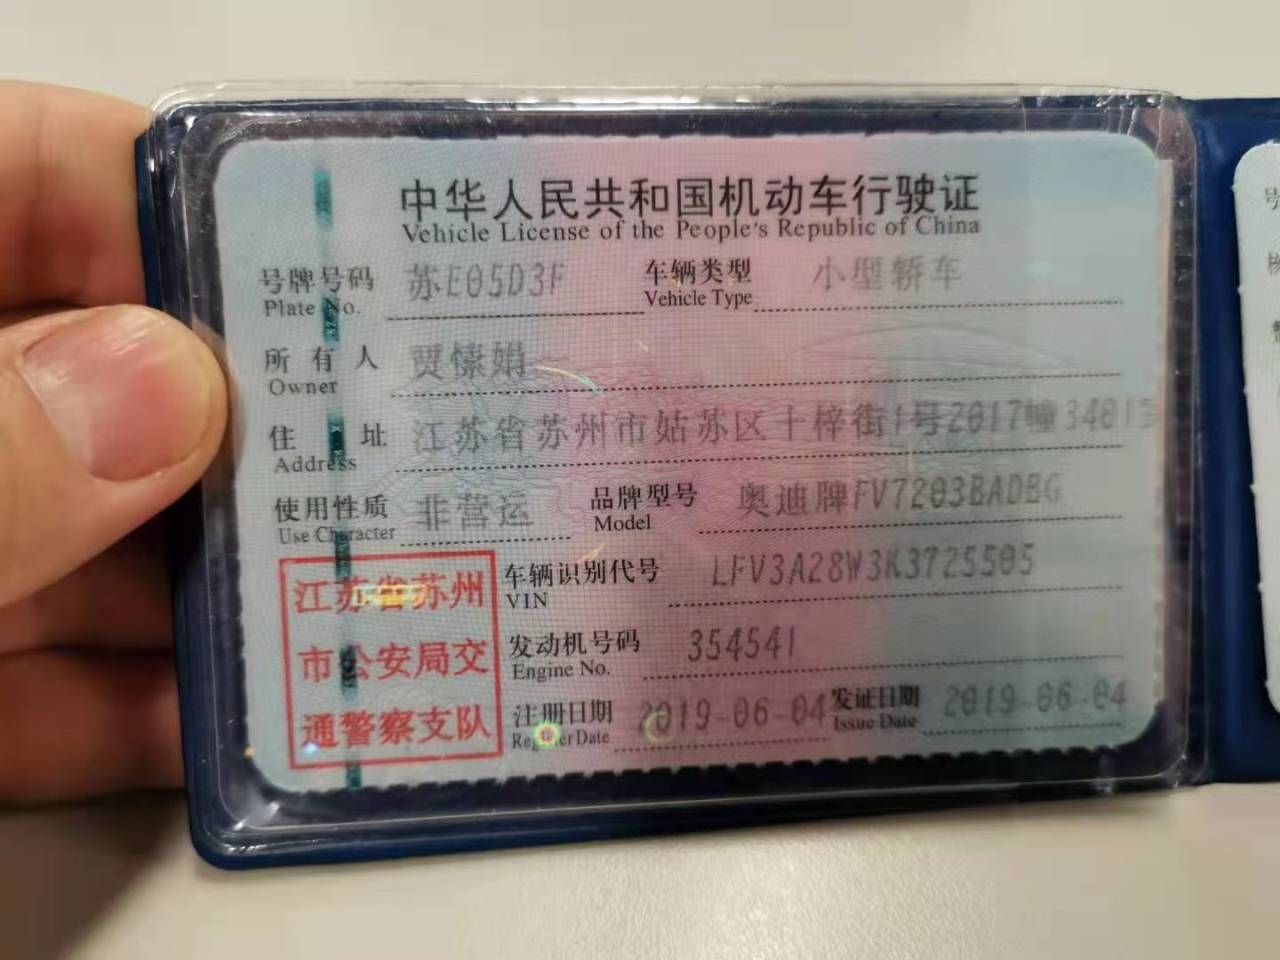 中华人民共和国机动车行驶证
Vehicle License of the People's Republic of China
号牌号码 苏E05D3F 车辆类型 小型轿车
Plate No. Vehicle Type
所有人 贾愫娟
Owner
住址 江苏省苏州市姑苏区十梓街1号2017幢34013
Address
使用性质 非营运 品牌型号 奥迪牌FV7203BADBG
Use Character Model
车辆识别代号 LFV3A28W3K3725505
VIN
发动机号码 354541
Engine No.
注册日期 2019-06-04 发证日期 2019-06-04
Register Date Issue Date
江苏省苏州
市公安局交
通警察支队
号